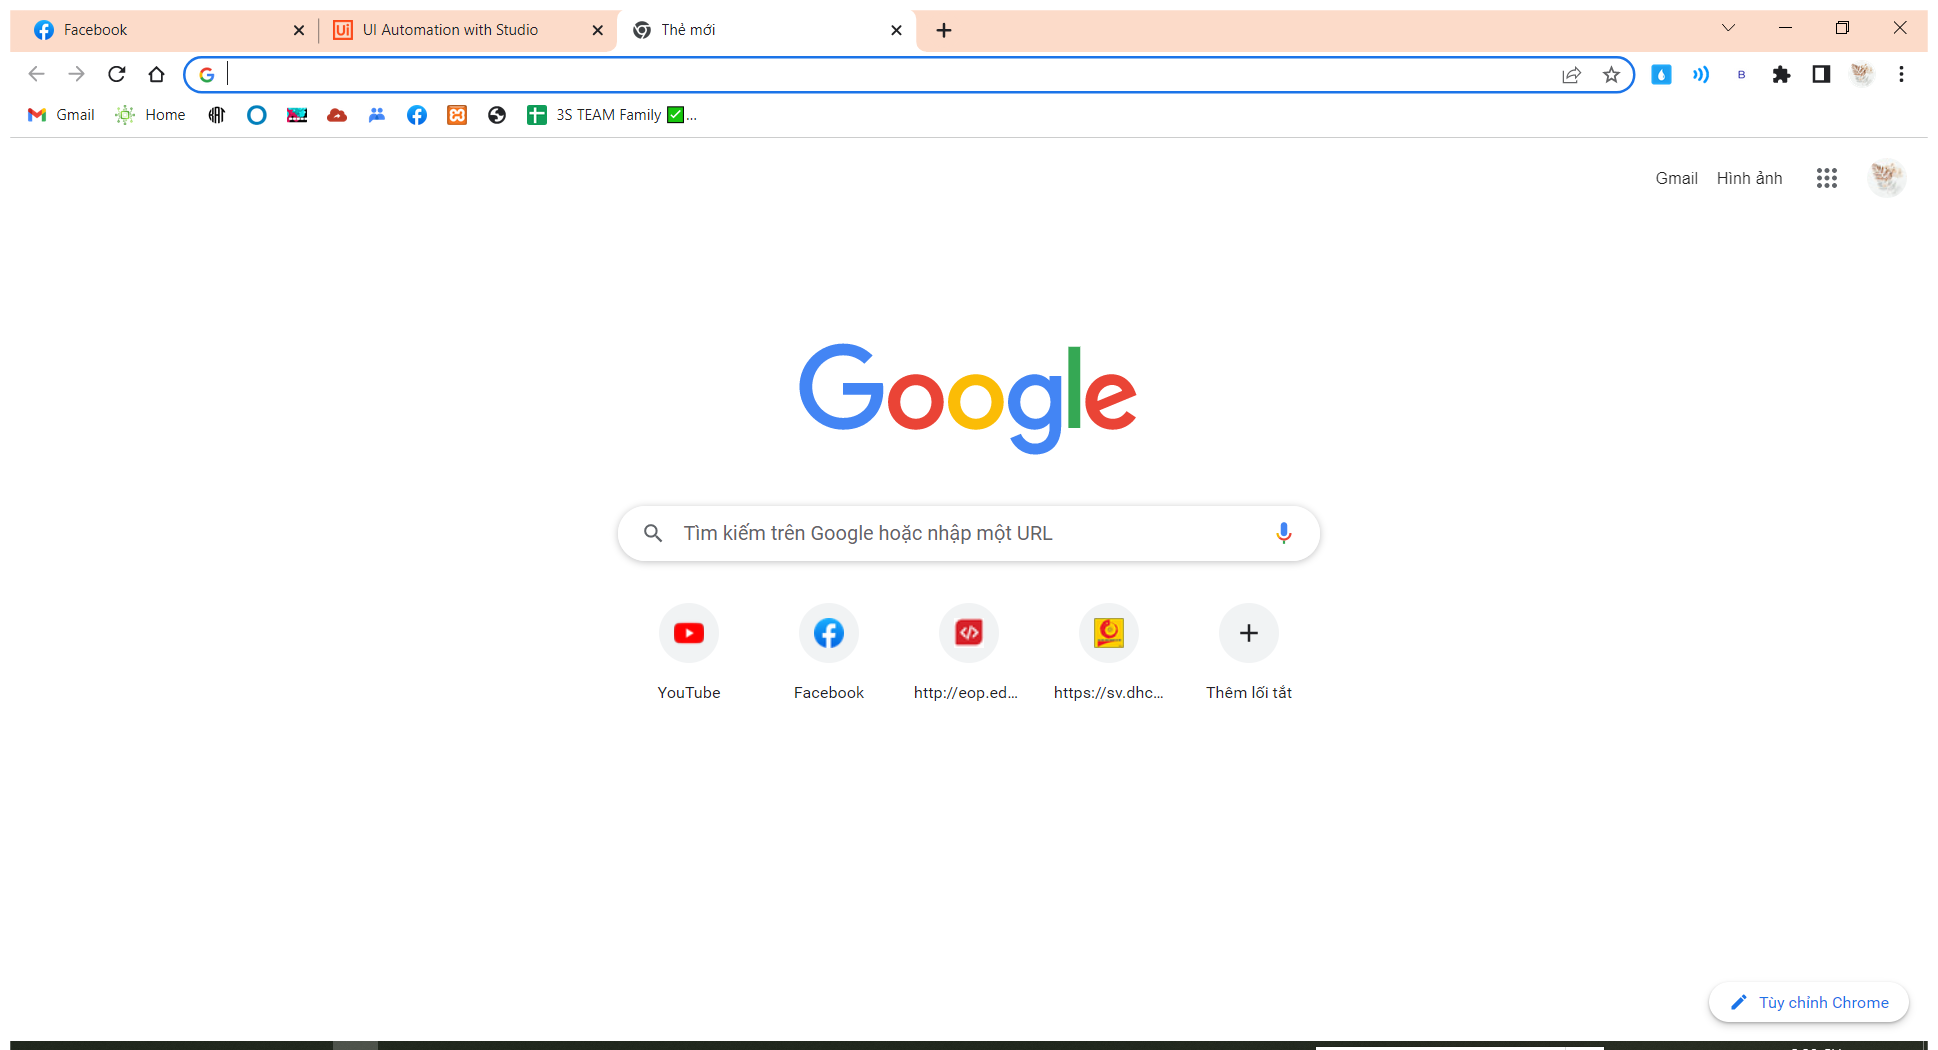 Facebook
UI Automation with Studio
Thẻ mới
Gmail
Home
3S TEAM Family ✅...
Gmail
Hình ảnh
Google
Tìm kiếm trên Google hoặc nhập một URL
YouTube
Facebook
http://eop.ed...
https://sv.dhc...
Thêm lối tắt
Tùy chỉnh Chrome